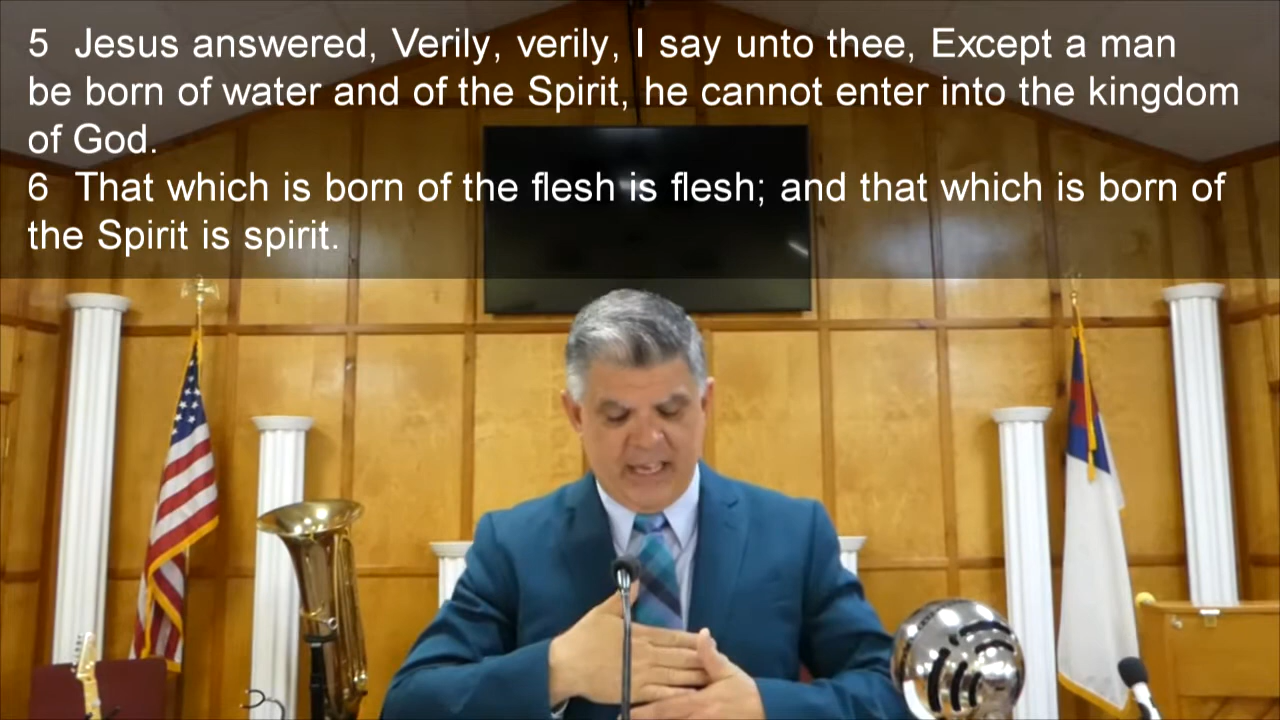 5 Jesus answered, Verily, verily, I say unto thee, Except a man
be born of water and of the Spirit, he cannot enter into the kingdom
of God.
6 That which is born of the flesh is flesh; and that which is born of
the Spirit is spirit.